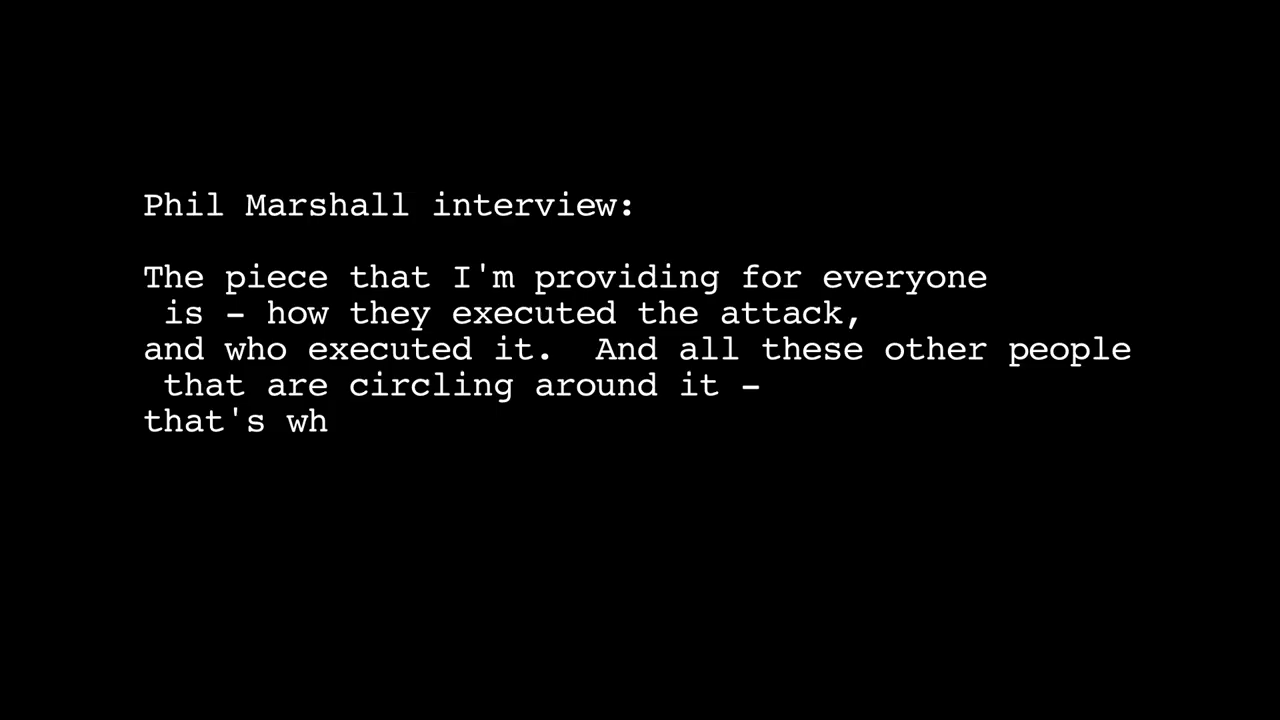 Phil Marshall interview:
The piece that I'm providing for everyone
is - how they executed the attack,
and who executed it.  And all these other people
that are circling around it -
that's wh